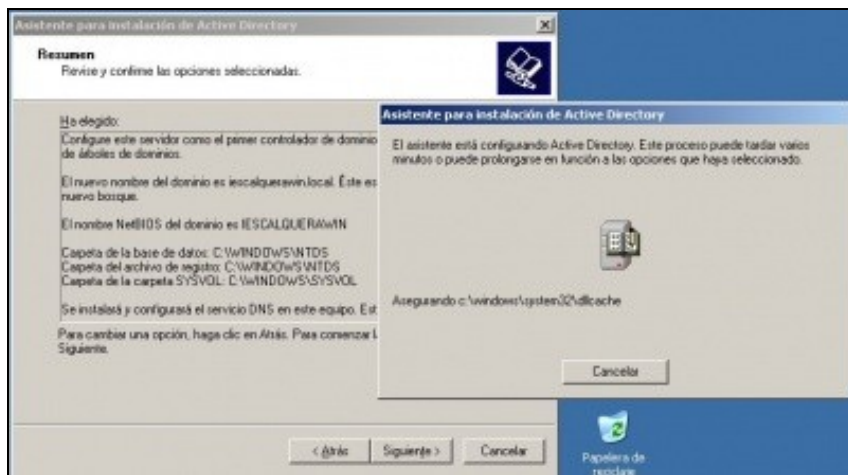 Asistente para instalación de Active Directory
Resumen
Revise y confirme las opciones seleccionadas.
Ha elegido:
Configure este servidor como el primer controlador de dominio
de árboles de dominios.
El nuevo nombre del dominio es iescalquerawin.local. Éste es
nuevo bosque.
El nombre NetBIOS del dominio es IESCALQUERAWIN
Carpeta de la base de datos: C:\WINDOWS\NTDS
Carpeta del archivo de registro: C:\WINDOWS\NTDS
Carpeta de la carpeta SYSVOL: C:\WINDOWS\SYSVOL
Se instalará y configurará el servicio DNS en este equipo. Est
Para cambiar una opción, haga clic en Atrás. Para comenzar l
Siguiente.
< Atrás
Siguiente >
Cancelar
Asistente para instalación de Active Directory
El asistente está configurando Active Directory. Este proceso puede tardar varios
minutos o puede prolongarse en función a las opciones que haya seleccionado.
Asegurando c:\windows\system32\dllcache
Cancelar
Papelera de
reciclaje